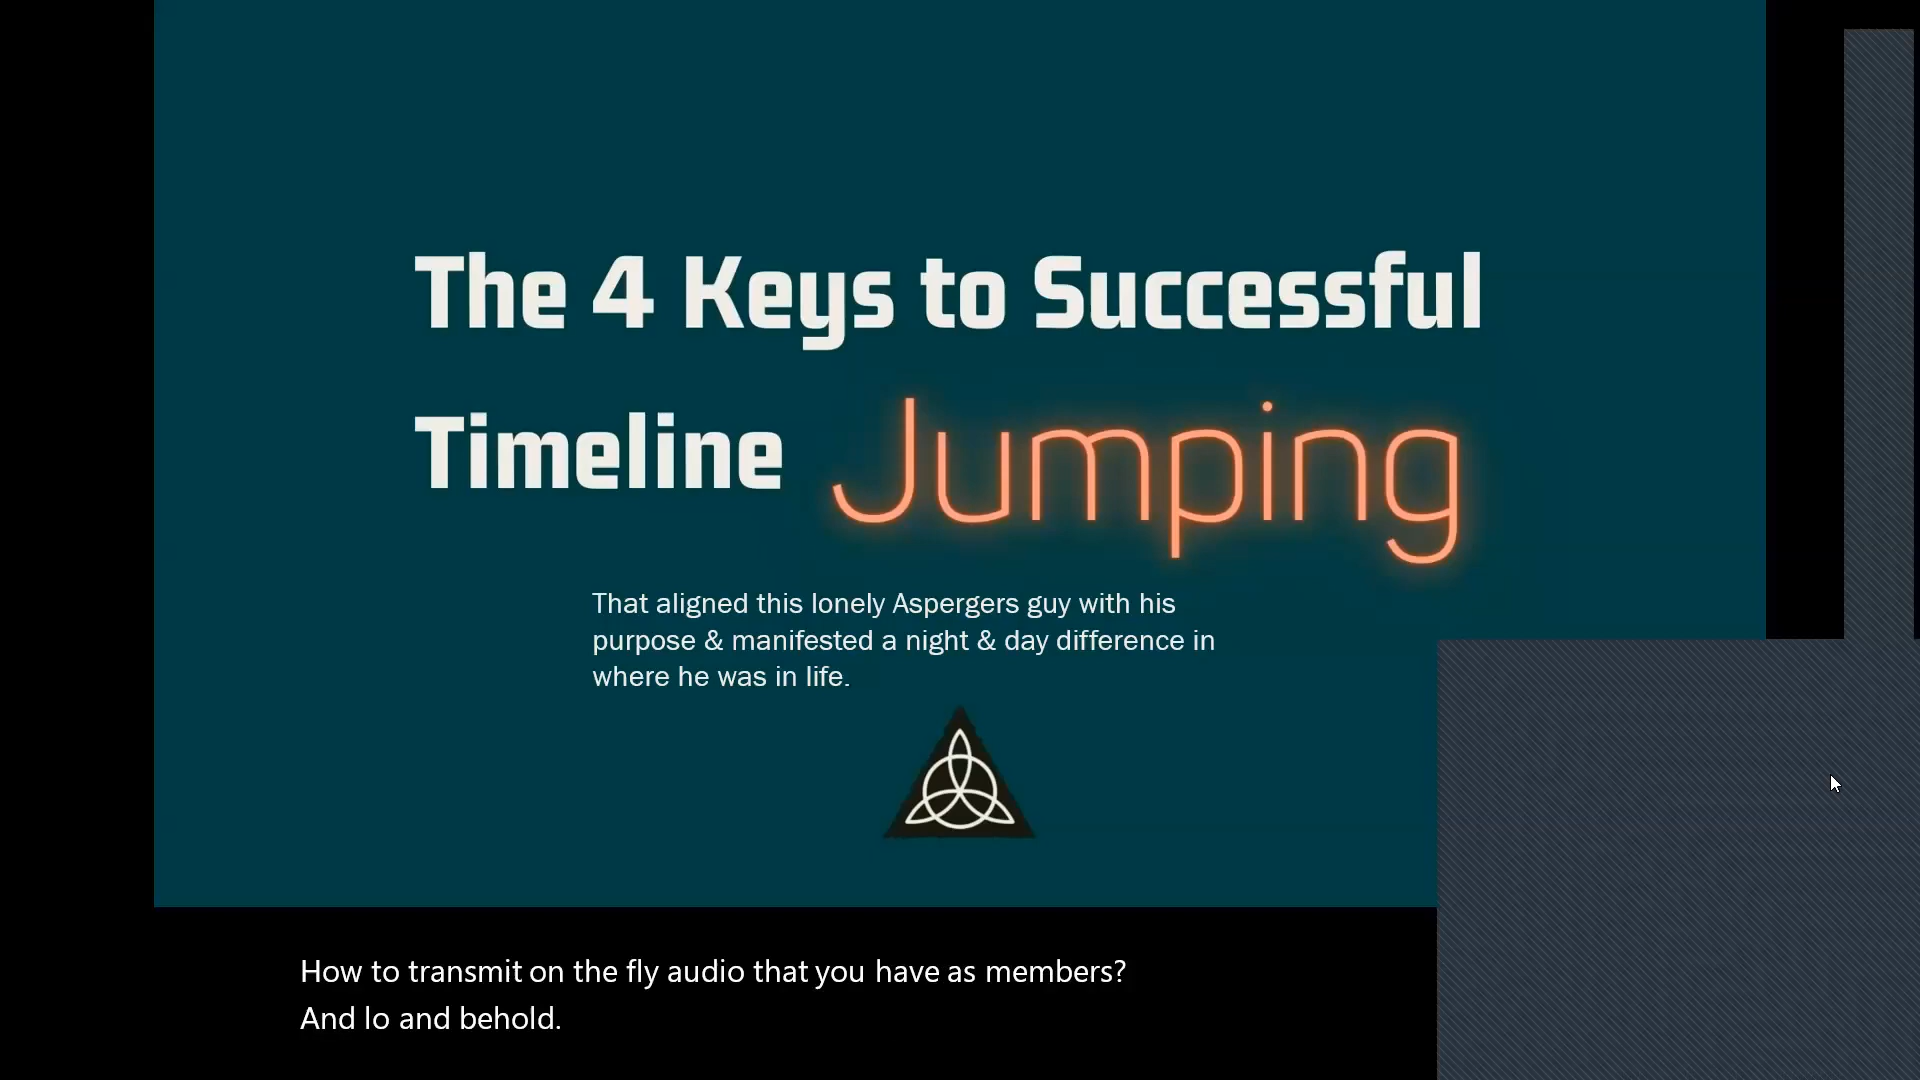 The 4 Keys to Successful
Timeline Jumping
That aligned this lonely Aspergers guy with his
purpose & manifested a night & day difference in
where he was in life.
How to transmit on the fly audio that you have as members?
And lo and behold.